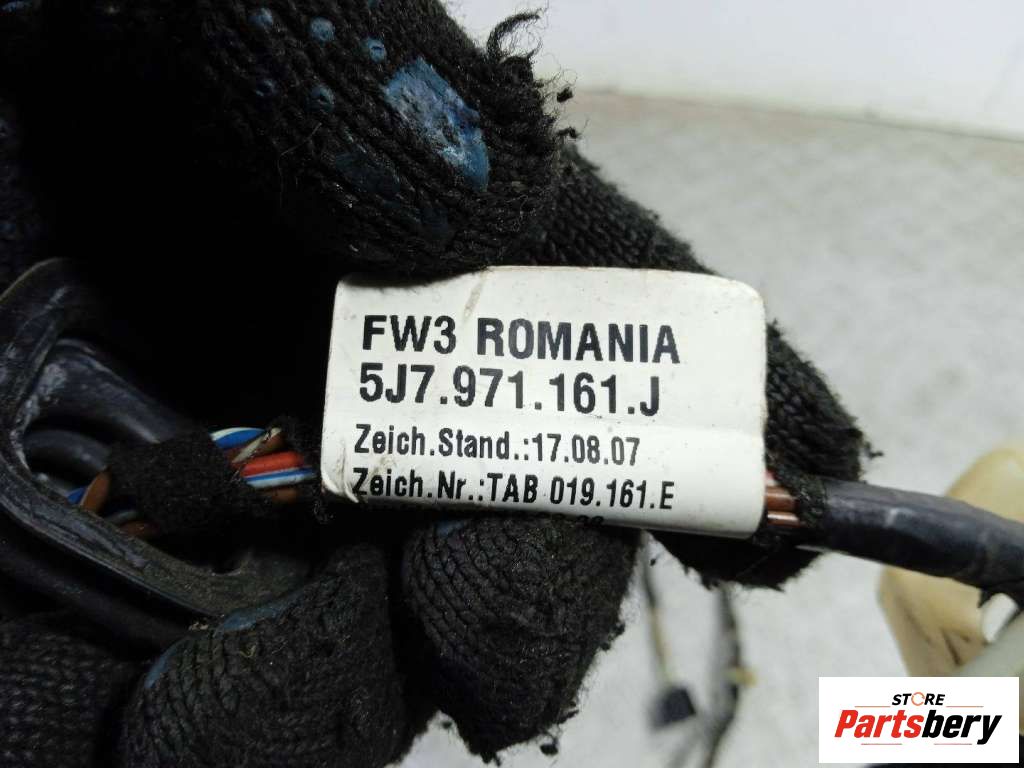 FW3 ROMANIA
5J7.971.161.J
Zeich.Stand.:17.08.07
Zeich.Nr.:TAB 019.161.E
STORE
Partsbery